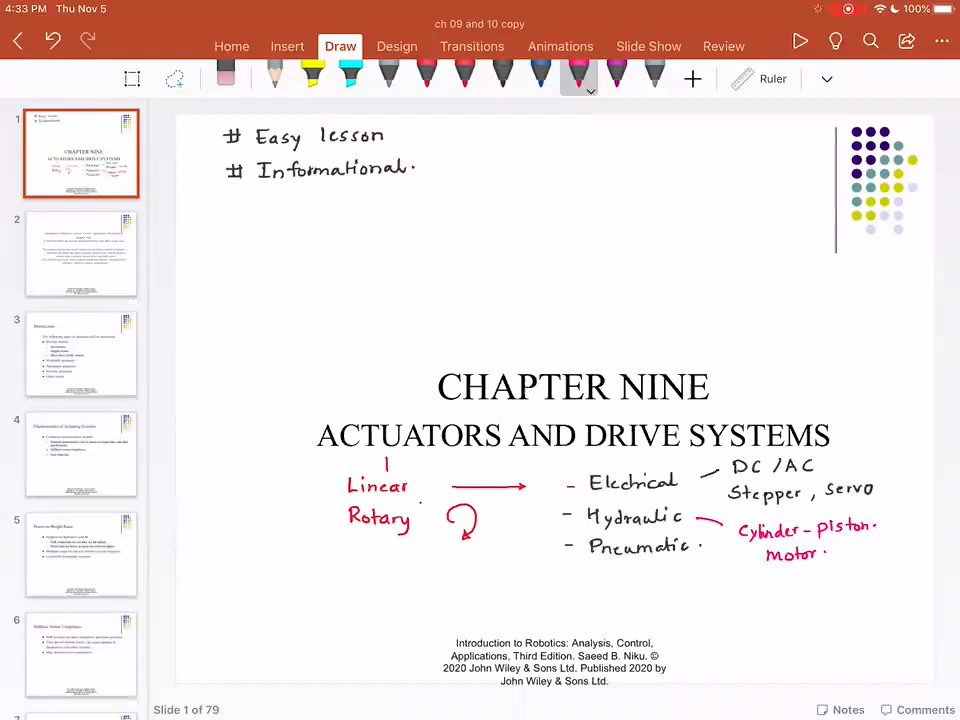 4:33 PM Thu Nov 5
100%
ch 09 and 10 copy
Home Insert Draw Design Transitions Animations Slide Show Review
Ruler
1
2
3
4
5
6
# Easy lesson
# Informational.
CHAPTER NINE
ACTUATORS AND DRIVE SYSTEMS
Linear
Rotary
- Electrical
DC / AC
Stepper, Servo
- Hydraulic
Cylinder-piston.
motor.
- Pneumatic.
Introduction to Robotics: Analysis, Control,
Applications, Third Edition. Saeed B. Niku. ©
2020 John Wiley & Sons Ltd. Published 2020 by
John Wiley & Sons Ltd.
Slide 1 of 79
Notes Comments